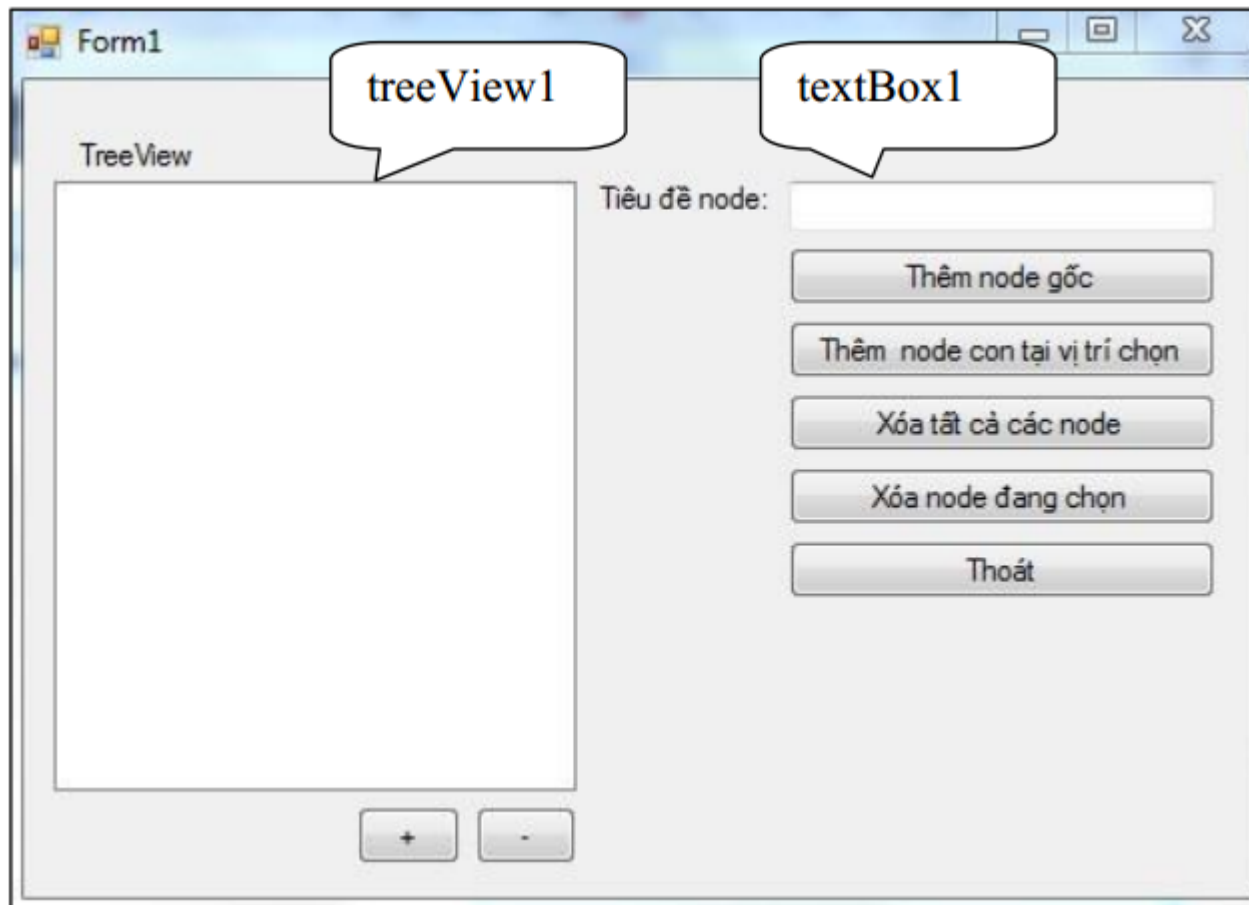 Form1
treeView1
textBox1
TreeView
Tiêu đề node:
Thêm node gốc
Thêm node con tại vị trí chọn
Xóa tất cả các node
Xóa node đang chọn
Thoát
+
-